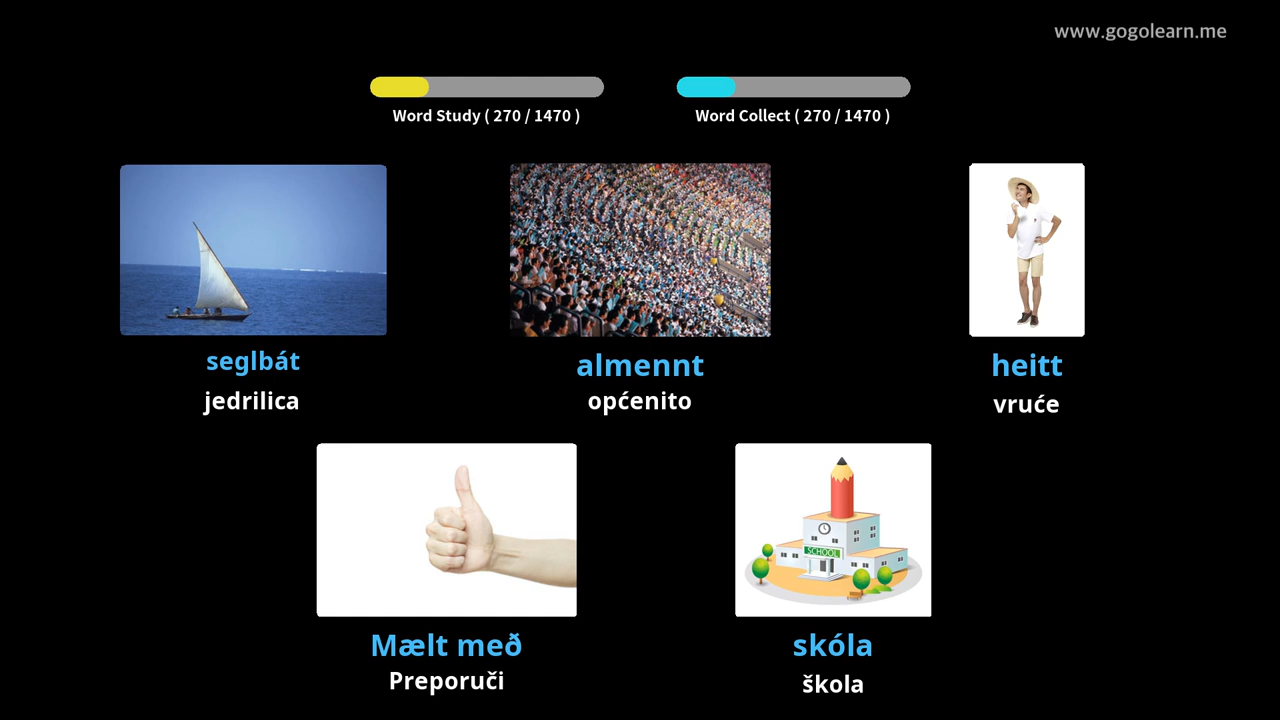 www.gogolearn.me
Word Study ( 270 / 1470 )
Word Collect ( 270 / 1470 )
seglbát
jedrilica
almennt
općenito
heitt
vruće
Mælt með
Preporuči
SCHOOL
skóla
škola